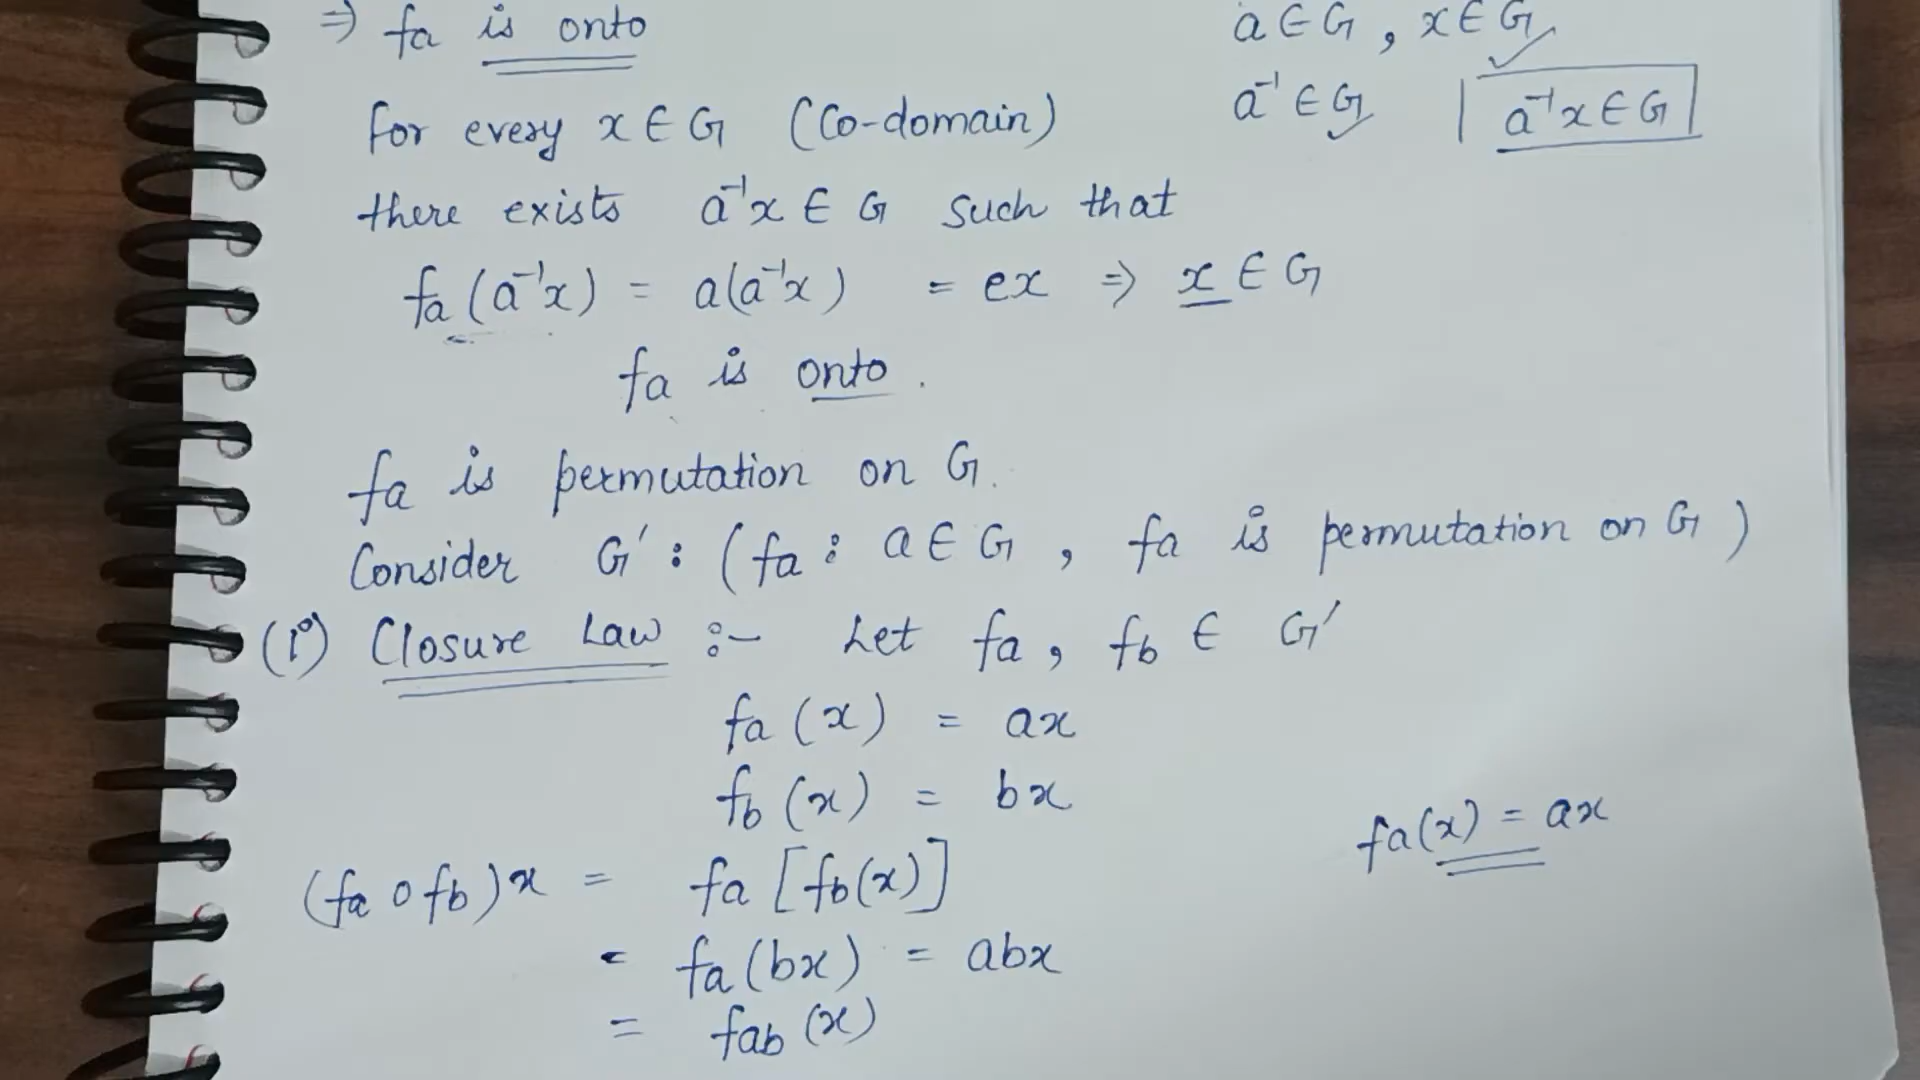 ⇒ fa is onto
a ∈ G , x ∈ G
a⁻¹ ∈ G | a⁻¹x ∈ G
for every x ∈ G (Co-domain)
there exists a⁻¹x ∈ G such that
fa (a⁻¹x) = a(a⁻¹x) = ex ⇒ x ∈ G
fa is onto .
fa is permutation on G.
Consider G' : (fa : a ∈ G , fa is permutation on G )
(i) Closure Law :- Let fa , fb ∈ G'
fa (x) = ax
fb (x) = bx
fa(x) = ax
(fa o fb)x = fa [fb(x)]
= fa (bx) = abx
= fab (x)